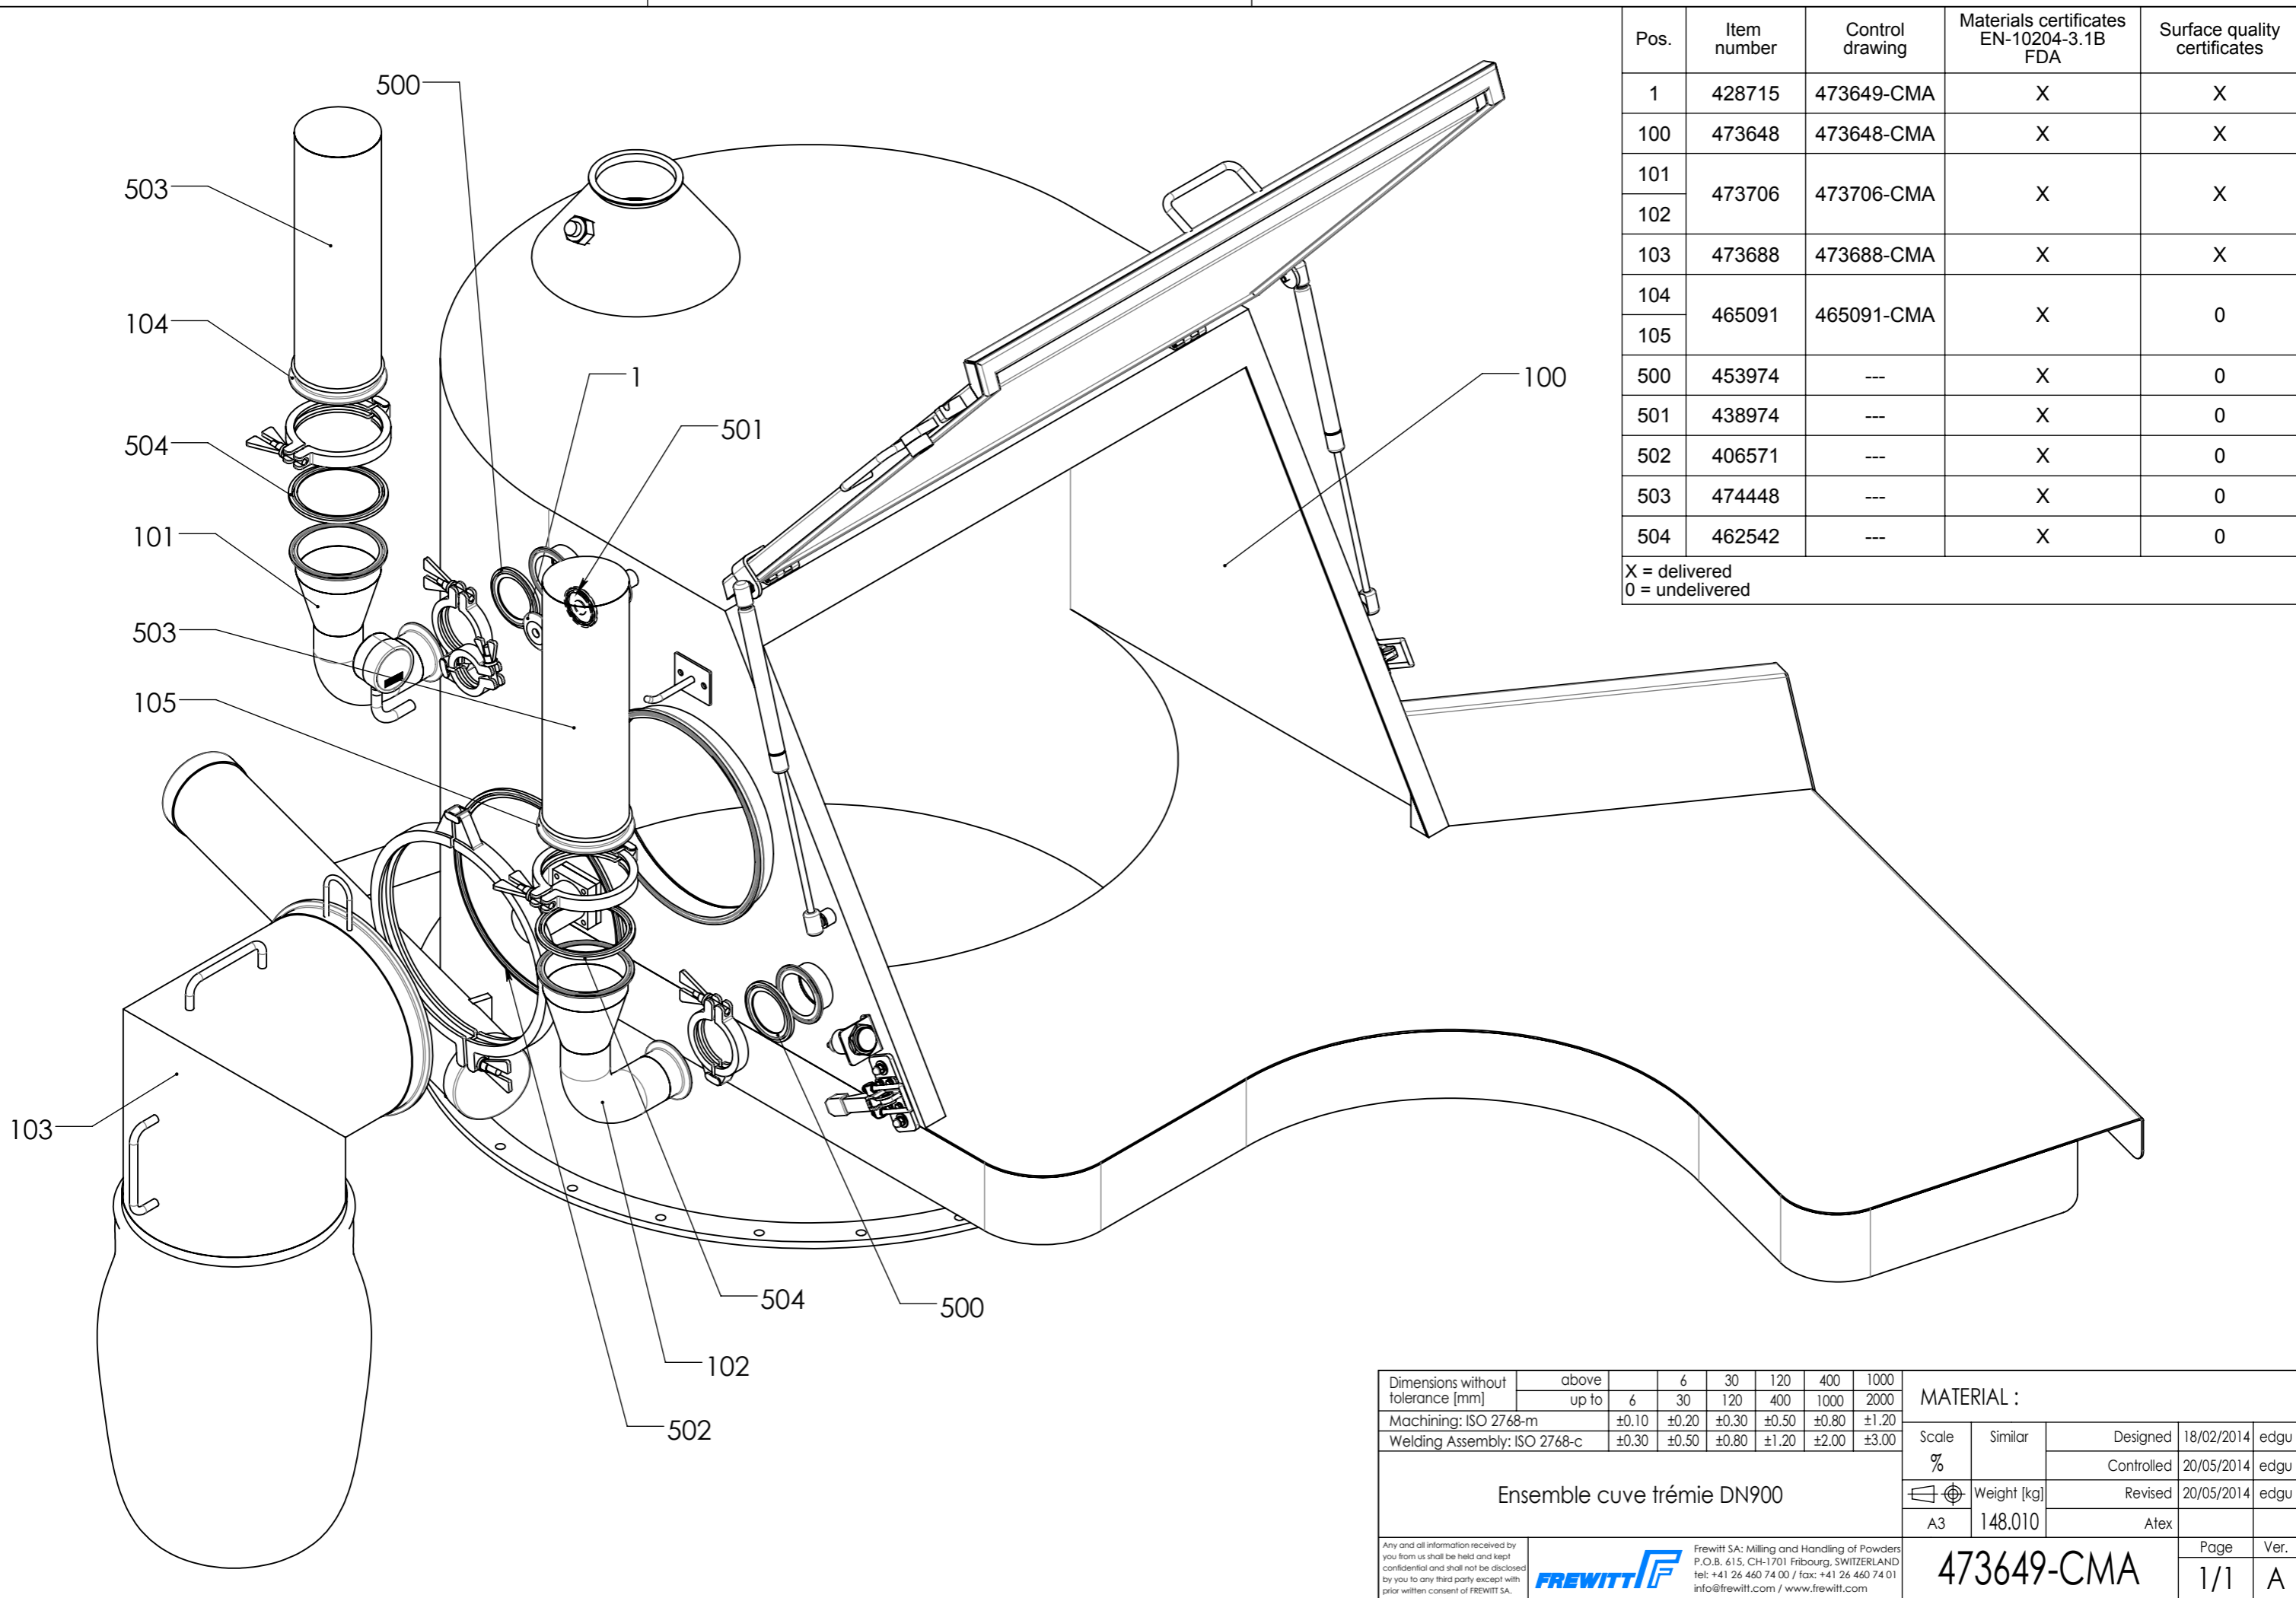 Pos. Item number Control drawing Materials certificates EN-10204-3.1B FDA Surface quality certificates
1 428715 473649-CMA X X
100 473648 473648-CMA X X
101
473706 473706-CMA X X
102
103 473688 473688-CMA X X
104
465091 465091-CMA X 0
105
500 453974 --- X 0
501 438974 --- X 0
502 406571 --- X 0
503 474448 --- X 0
504 462542 --- X 0
X = delivered
0 = undelivered
500
503
104
1
100
501
504
101
503
105
103
504
500
102
502
Dimensions without tolerance [mm] above 6 30 120 400 1000
up to 6 30 120 400 1000 2000
Machining: ISO 2768-m ±0.10 ±0.20 ±0.30 ±0.50 ±0.80 ±1.20
Welding Assembly: ISO 2768-c ±0.30 ±0.50 ±0.80 ±1.20 ±2.00 ±3.00
MATERIAL :
Scale Similar Designed 18/02/2014 edgu
% Controlled 20/05/2014 edgu
Weight [kg] Revised 20/05/2014 edgu
A3 148.010 Atex
Ensemble cuve trémie DN900
Any and all information received by
you from us shall be held and kept
confidential and shall not be disclosed
by you to any third party except with
prior written consent of FREWITT SA.
FREWITT
Frewitt SA: Milling and Handling of Powders
P.O.B. 615, CH-1701 Fribourg, SWITZERLAND
tel: +41 26 460 74 00 / fax: +41 26 460 74 01
info@frewitt.com / www.frewitt.com
473649-CMA
Page Ver.
1/1 A